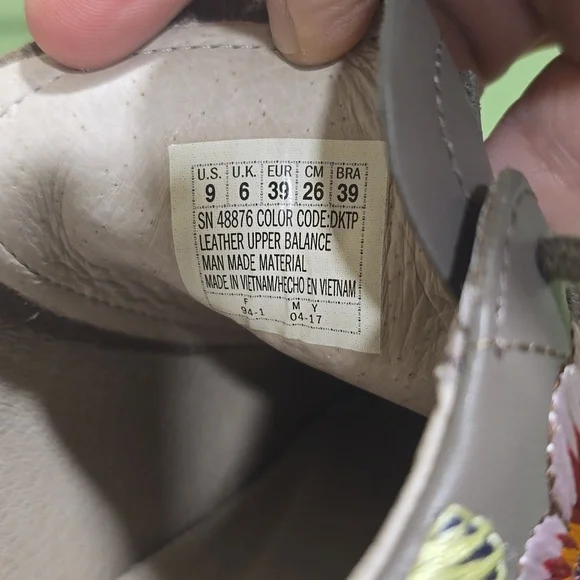 U.S. U.K. EUR CM BRA
9 6 39 26 39
SN 48876 COLOR CODE:DKTP
LEATHER UPPER BALANCE
MAN MADE MATERIAL
MADE IN VIETNAM/HECHO EN VIETNAM
F M Y
94-1 04-17